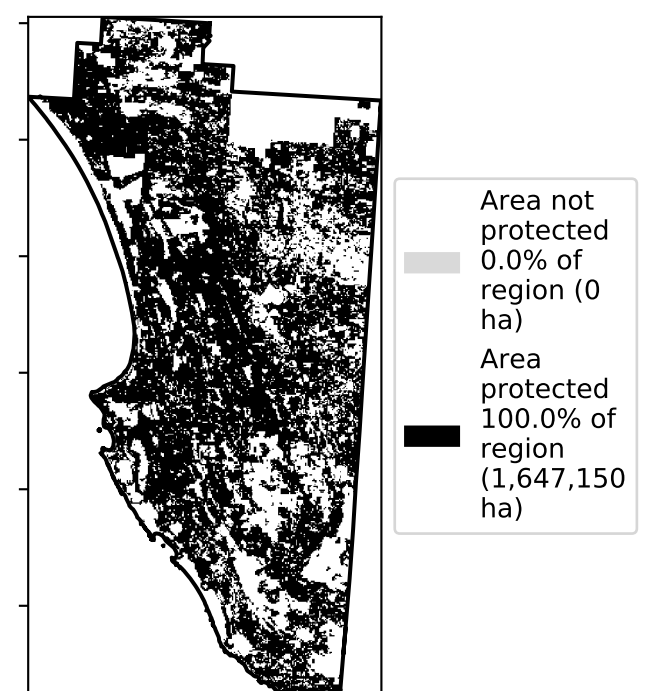 Area not
protected
0.0% of
region (0
ha)
Area
protected
100.0% of
region
(1,647,150
ha)